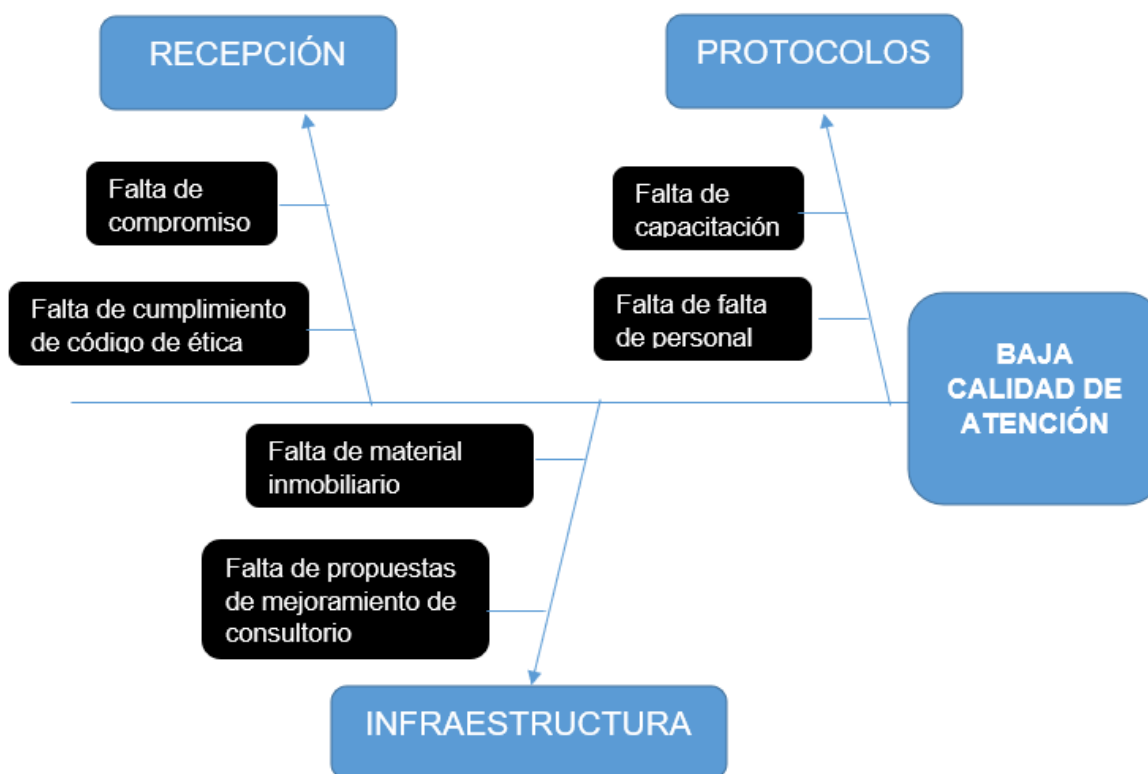 RECEPCIÓN
PROTOCOLOS
Falta de
compromiso
Falta de
capacitación
Falta de cumplimiento
de código de ética
Falta de falta
de personal
BAJA
CALIDAD DE
ATENCIÓN
Falta de material
inmobiliario
Falta de propuestas
de mejoramiento de
consultorio
INFRAESTRUCTURA